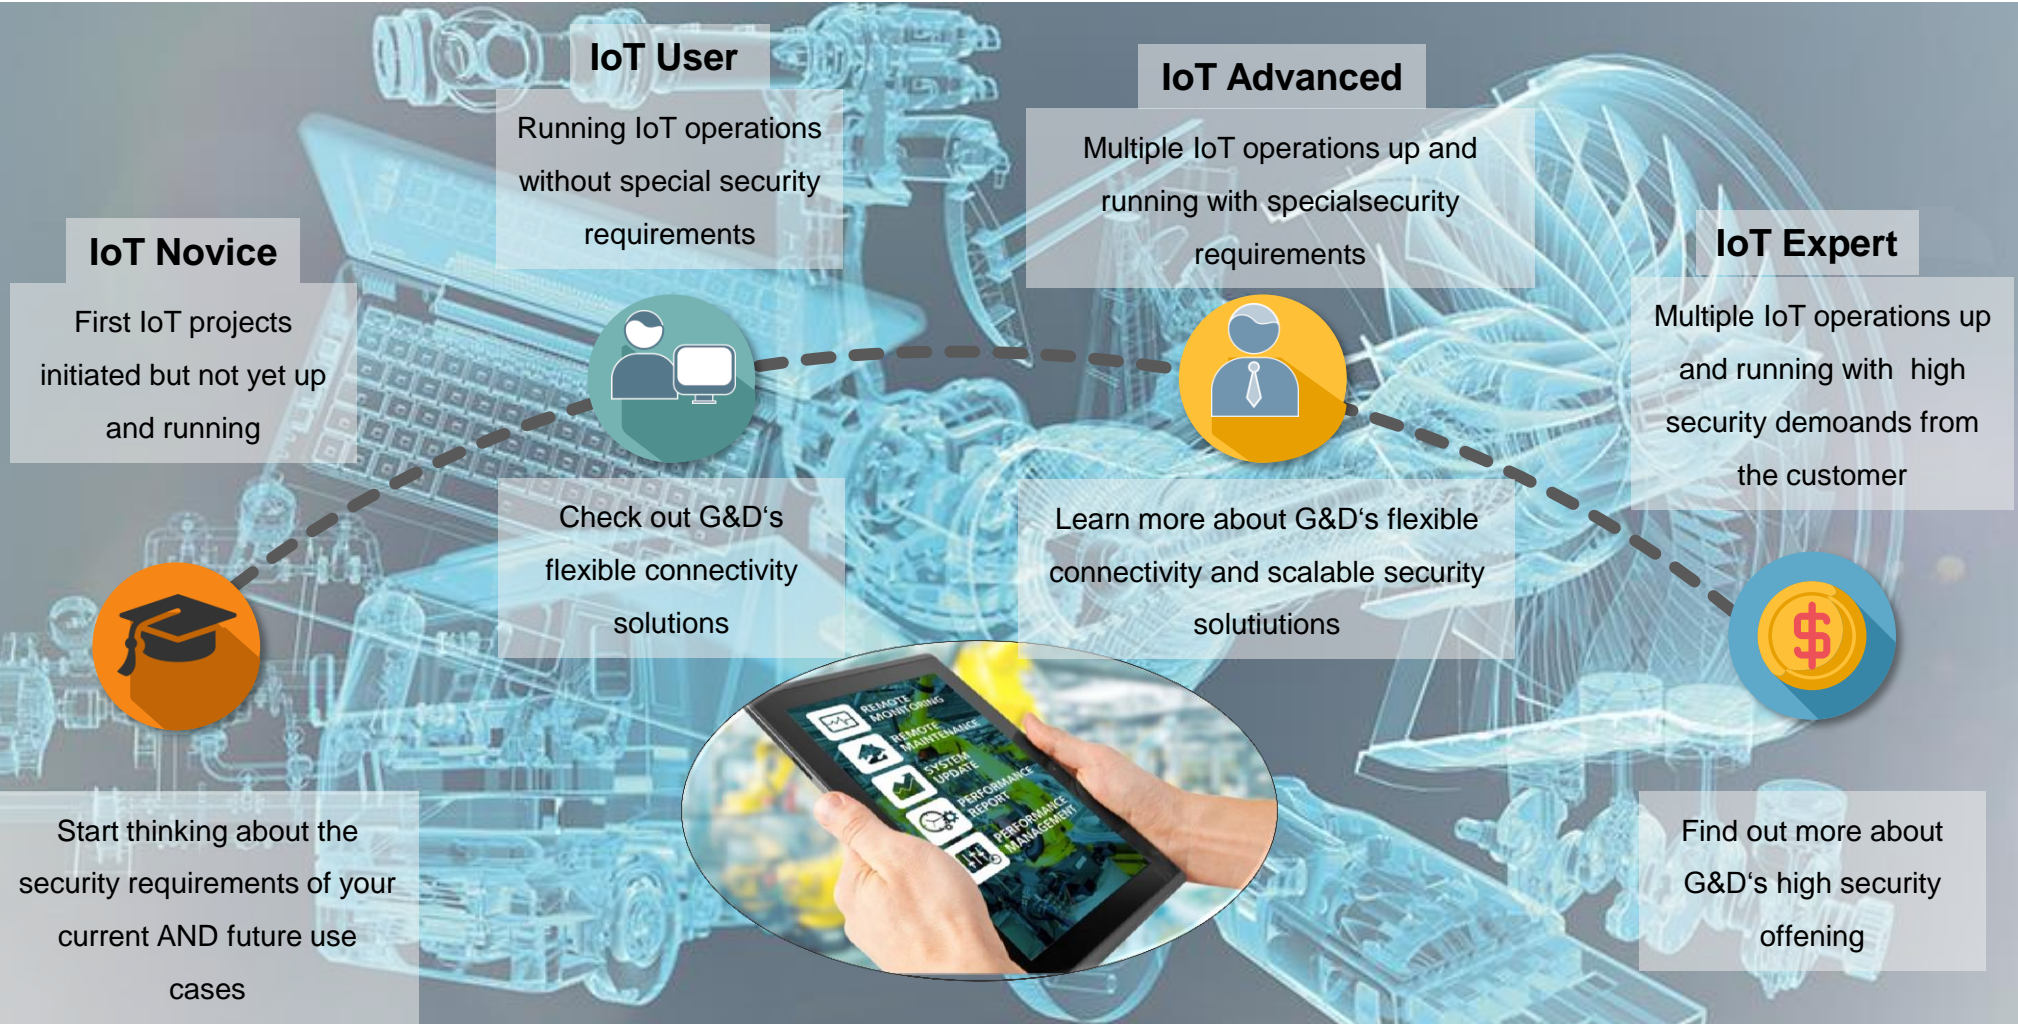 IoT Novice
First IoT projects
initiated but not yet up
and running
Start thinking about the
security requirements of your
current AND future use
cases
IoT User
Running IoT operations
without special security
requirements
Check out G&D‘s
flexible connectivity
solutions
IoT Advanced
Multiple IoT operations up and
running with specialsecurity
requirements
Learn more about G&D‘s flexible
connectivity and scalable security
solutiutions
IoT Expert
Multiple IoT operations up
and running with  high
security demoands from
the customer
Find out more about
G&D‘s high security
offening
REMOTE
MONITORING
REMOTE
MAINTENANCE
SYSTEM
UPDATE
PERFORMANCE
REPORT
PERFORMANCE
MANAGEMENT
$